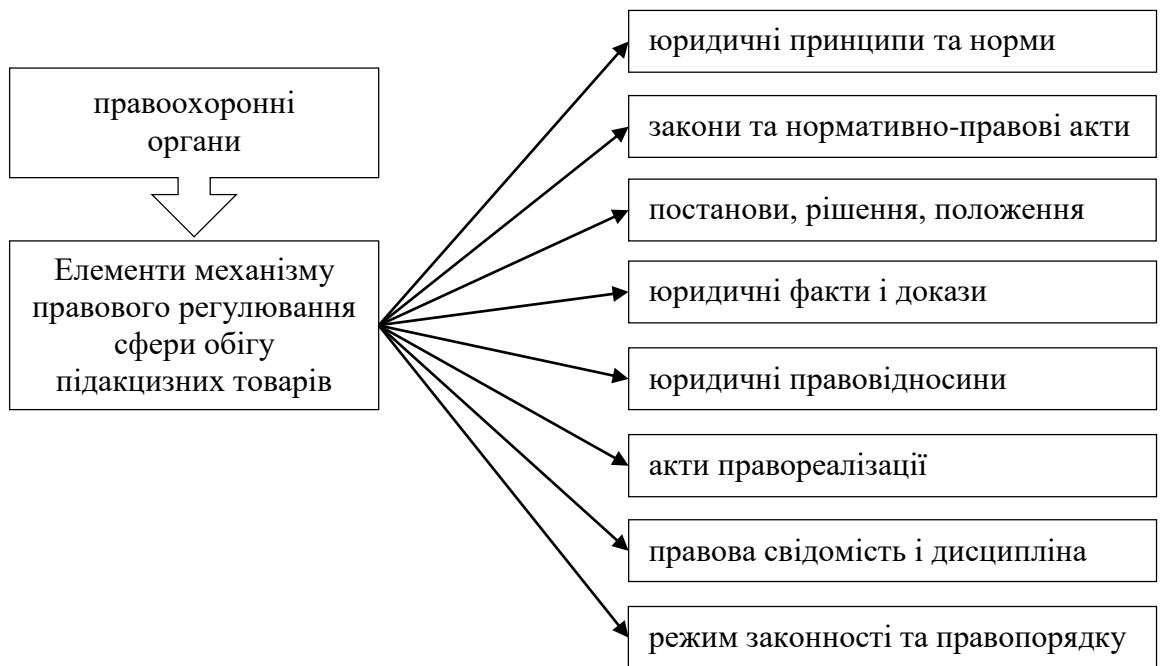 правоохоронні
органи
Елементи механізму
правового регулювання
сфери обігу
підакцизних товарів
юридичні принципи та норми
закони та нормативно-правові акти
постанови, рішення, положення
юридичні факти і докази
юридичні правовідносини
акти правореалізації
правова свідомість і дисципліна
режим законності та правопорядку